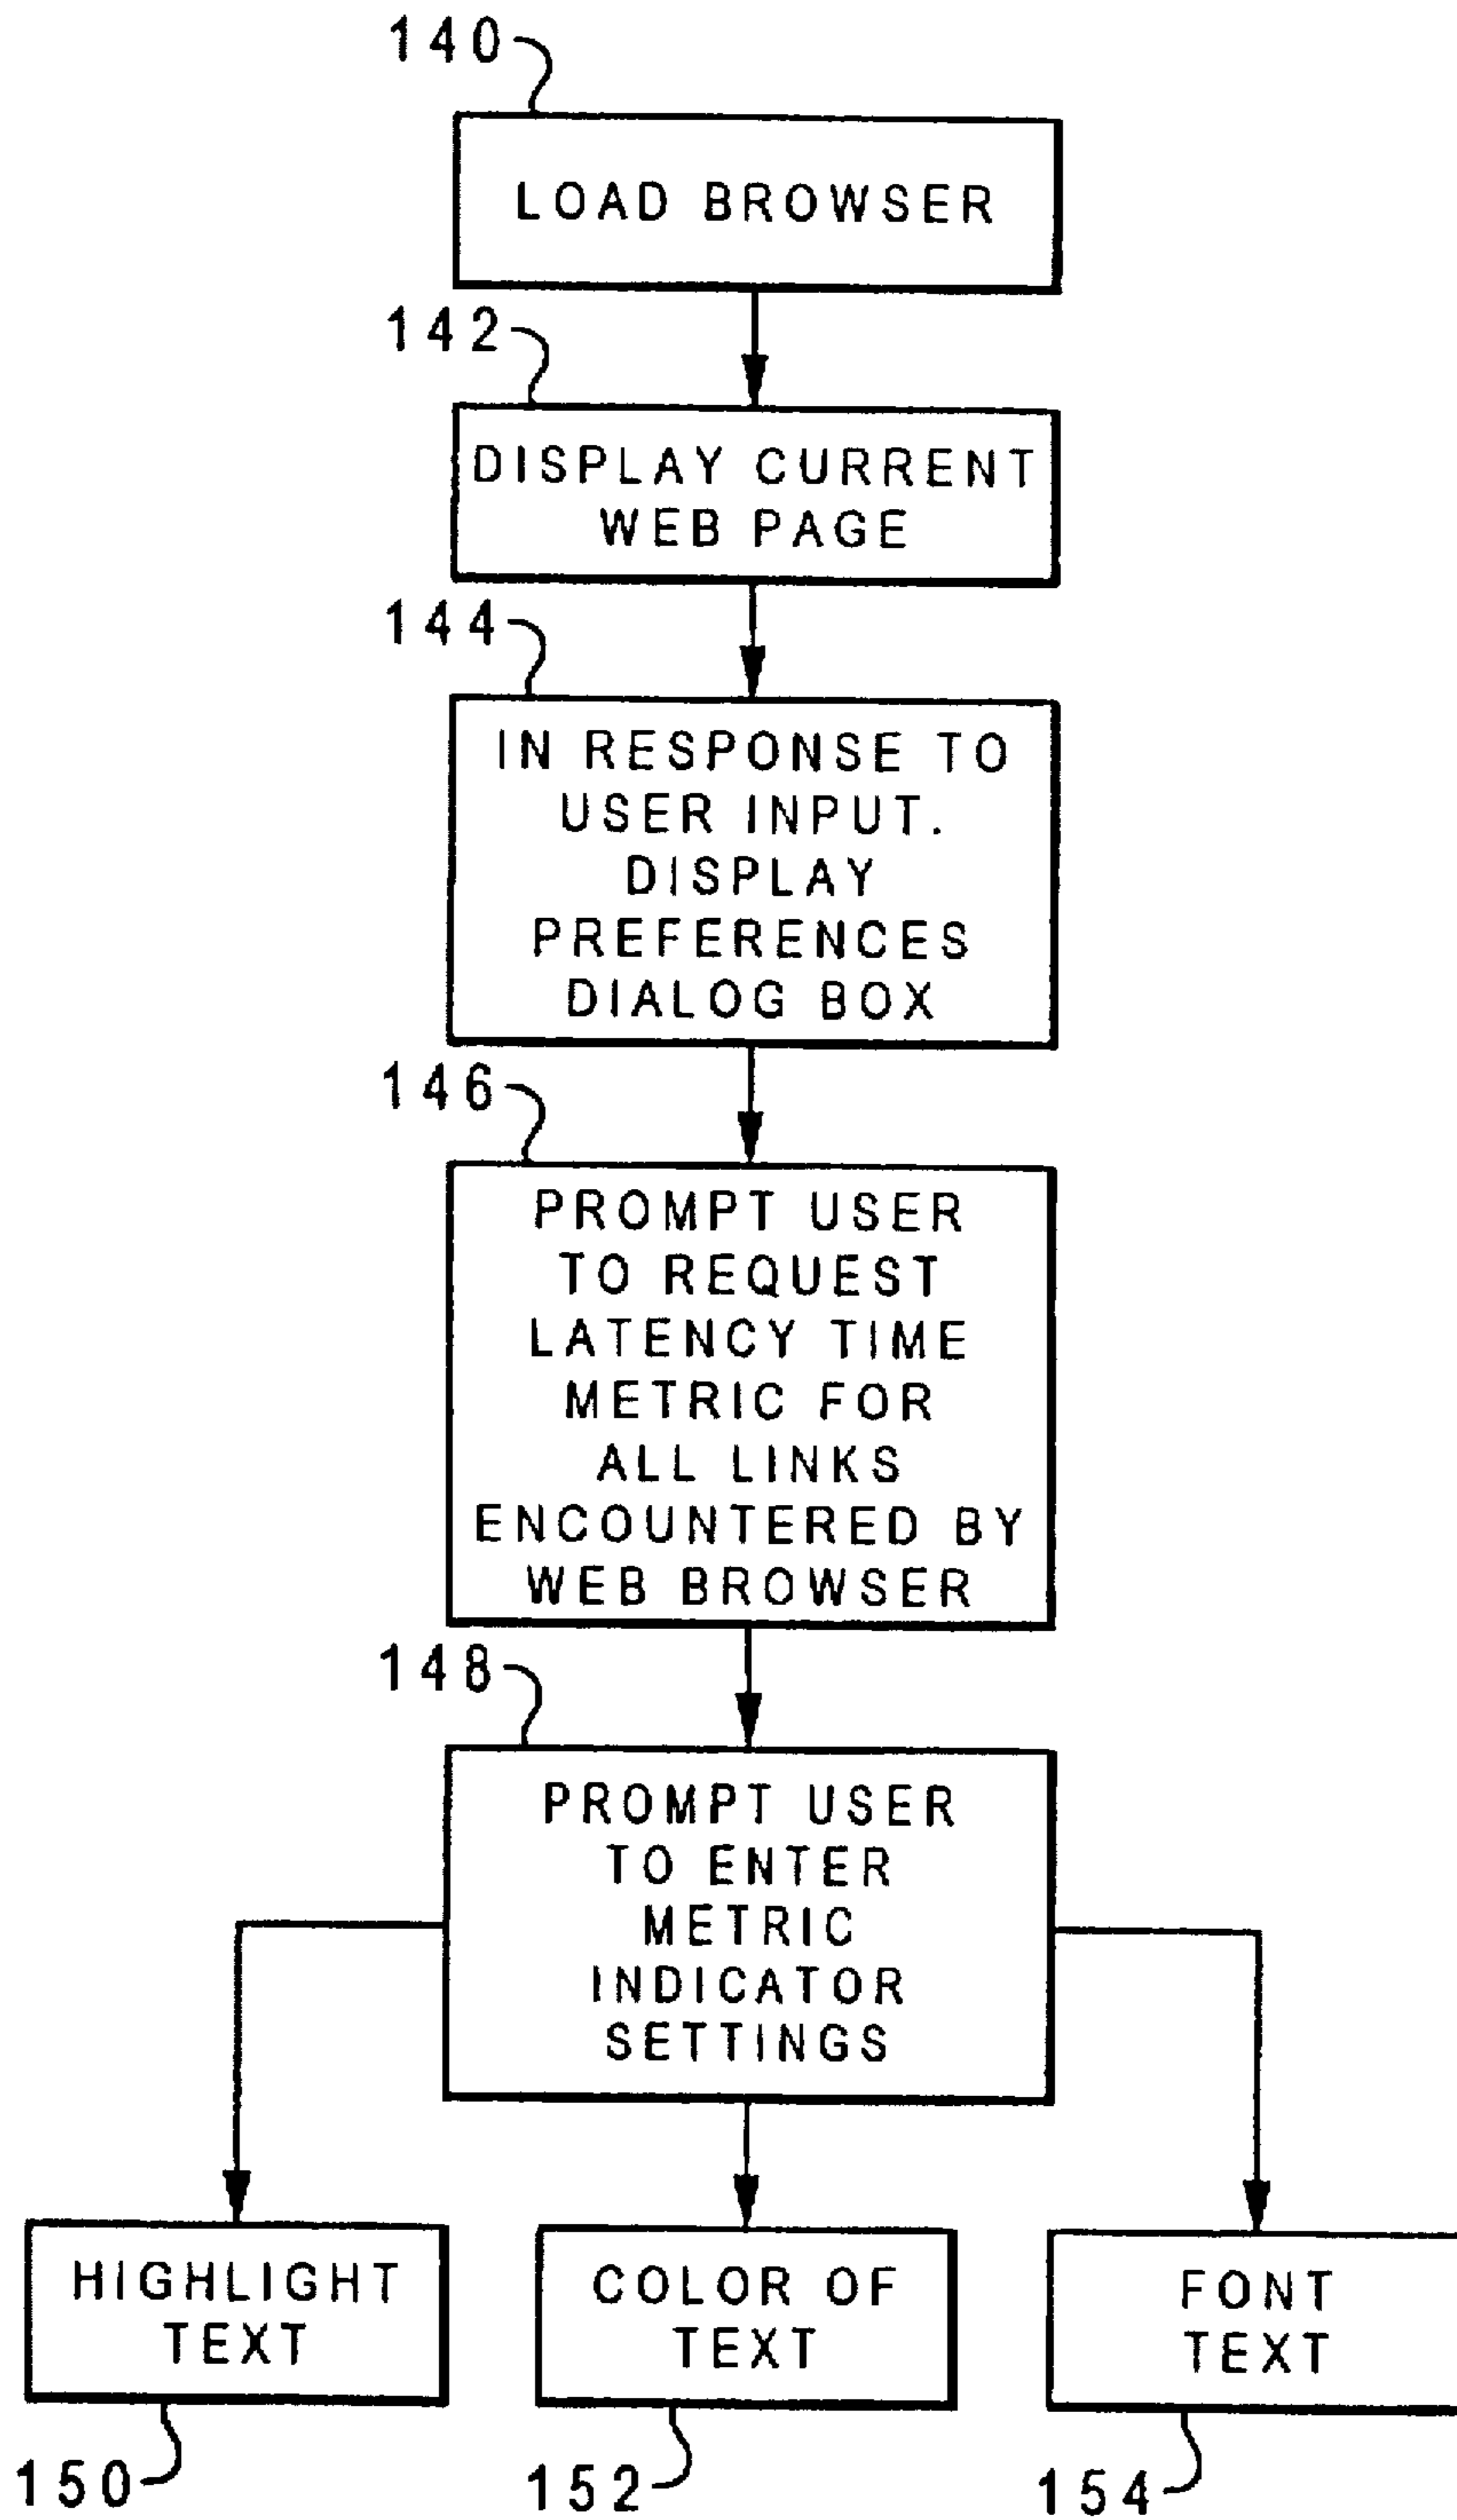 140
LOAD BROWSER
142
DISPLAY CURRENT
WEB PAGE
144
IN RESPONSE TO
USER INPUT.
DISPLAY
PREFERENCES
DIALOG BOX
146
PROMPT USER
TO REQUEST
LATENCY TIME
METRIC FOR
ALL LINKS
ENCOUNTERED BY
WEB BROWSER
148
PROMPT USER
TO ENTER
METRIC
INDICATOR
SETTINGS
HIGHLIGHT
TEXT
150
COLOR OF
TEXT
152
FONT
TEXT
154